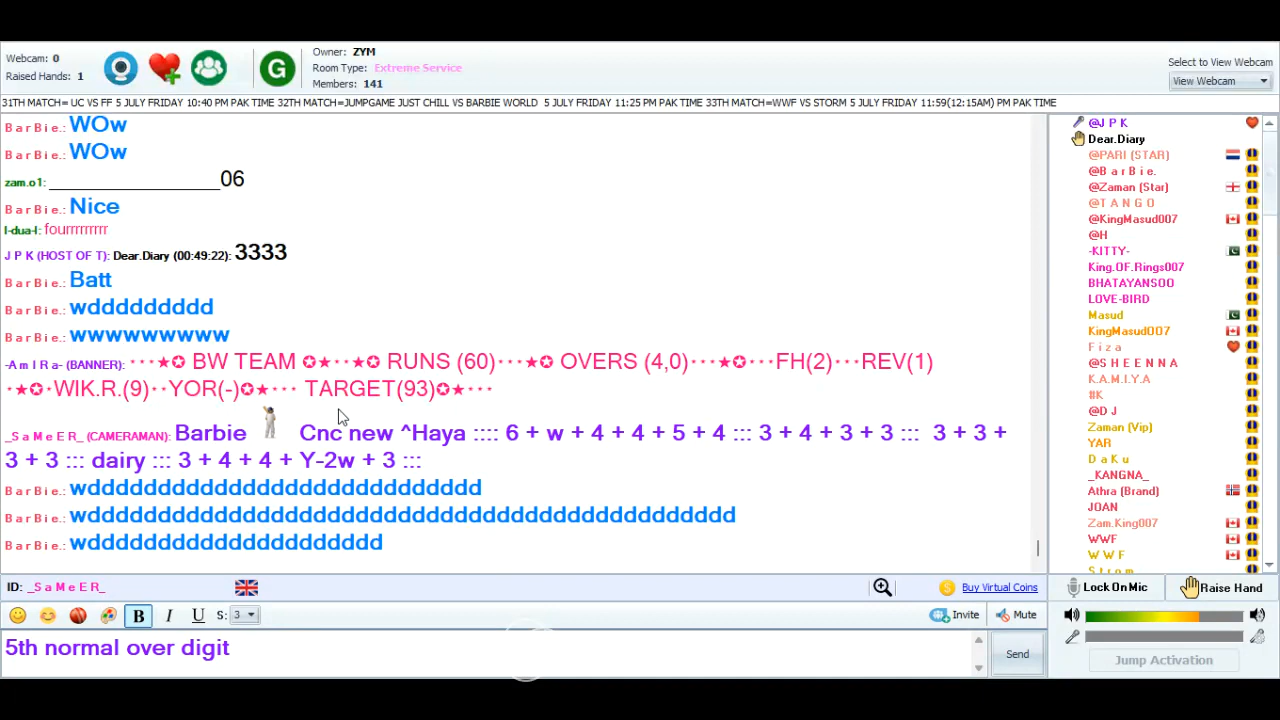 Webcam: 0
Raised Hands: 1
G
Owner: ZYM
Room Type: Extreme Service
Members: 141
Select to View Webcam
View Webcam
31TH MATCH= UC VS FF 5 JULY FRIDAY 10:40 PM PAK TIME 32TH MATCH=JUMPGAME JUST CHILL VS BARBIE WORLD 5 JULY FRIDAY 11:25 PM PAK TIME 33TH MATCH=WWF VS STORM 5 JULY FRIDAY 11:59(12:15AM) PM PAK TIME
B a r B i e.: WOw
B a r B i e.: WOw
zam.o1: _________________06
B a r B i e.: Nice
I-dua-I: fourrrrrrrrr
J P K (HOST OF T): Dear.Diary (00:49:22): 3333
B a r B i e.: Batt
B a r B i e.: wddddddddd
B a r B i e.: wwwwwwwww
-A m I R a- (BANNER): ···★✪ BW TEAM ✪★··★✪ RUNS (60)···★✪ OVERS (4,0)···★✪···FH(2)···REV(1)
·★✪·WIK.R.(9)··YOR(-)✪★··· TARGET(93)✪★···
_S a M e E R_ (CAMERAMAN): Barbie Cnc new ^Haya :::: 6 + w + 4 + 4 + 5 + 4 ::: 3 + 4 + 3 + 3 ::: 3 + 3 +
3 + 3 ::: dairy ::: 3 + 4 + 4 + Y-2w + 3 :::
B a r B i e.: wdddddddddddddddddddddddddddd
B a r B i e.: wdddddddddddddddddddddddddddddddddddddddddddddd
B a r B i e.: wddddddddddddddddddddd
@J P K
Dear.Diary
@PARI (STAR)
@B a r B i e.
@Zaman (Star)
@T A N G O
@KingMasud007
@H
-KITTY-
King.OF.Rings007
BHATAYANSOO
LOVE-BIRD
Masud
KingMasudOO7
F i z a
@S H E E N N A
K.A.M.I.Y.A
#K
@D J
Zaman (Vip)
YAR
D a K u
_KANGNA_
Athra (Brand)
JOAN
Zam.King007
WWF
W W F
S t r o m
ID: _S a M e E R_
Buy Virtual Coins
Lock On Mic
Raise Hand
B I U S: 3
Invite
Mute
5th normal over digit
Send
Jump Activation